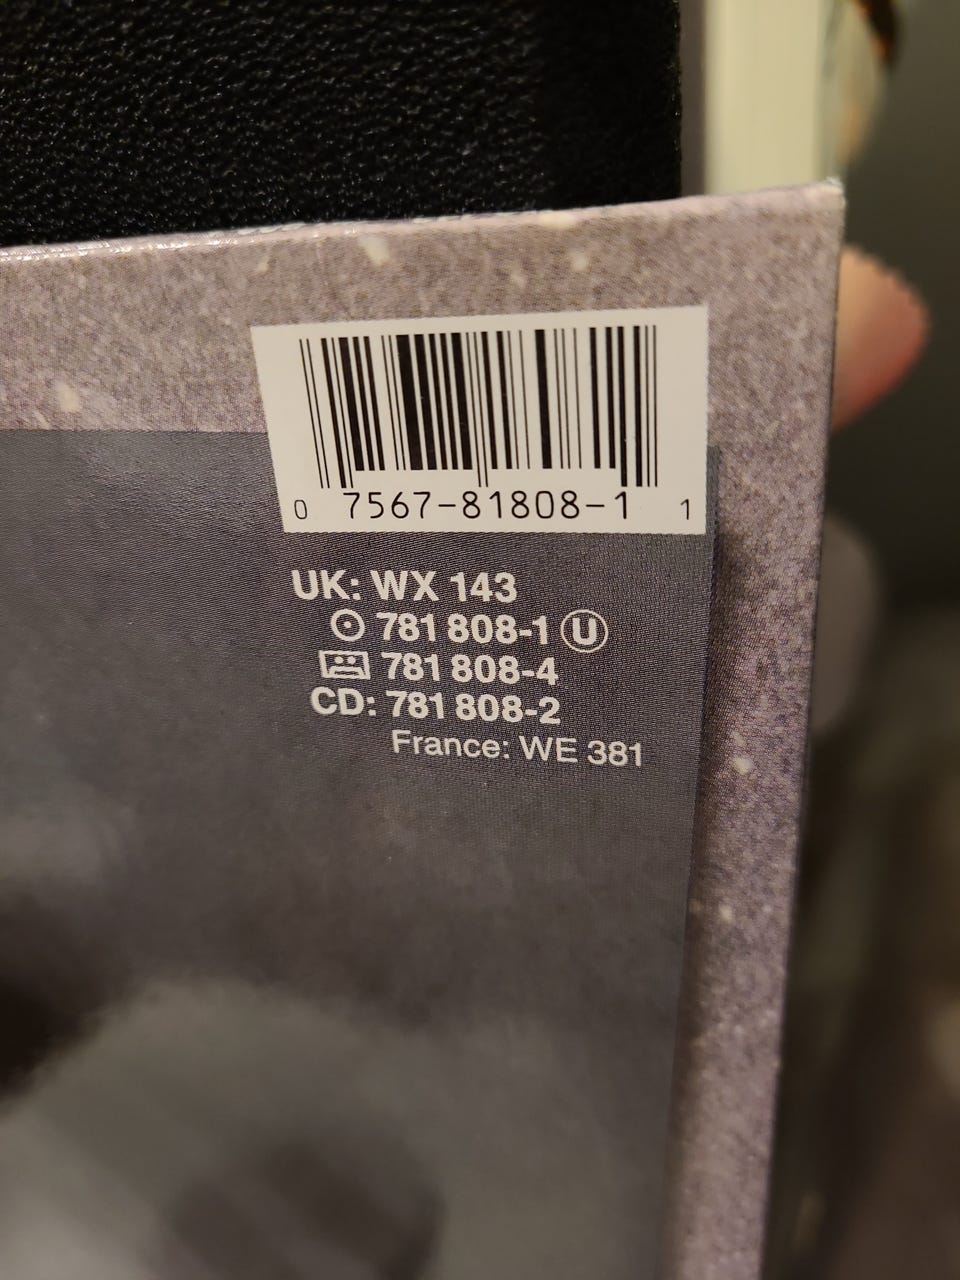 0 7567-81808-1 1
UK: WX 143
781 808-1 U
781 808-4
CD: 781 808-2
France: WE 381